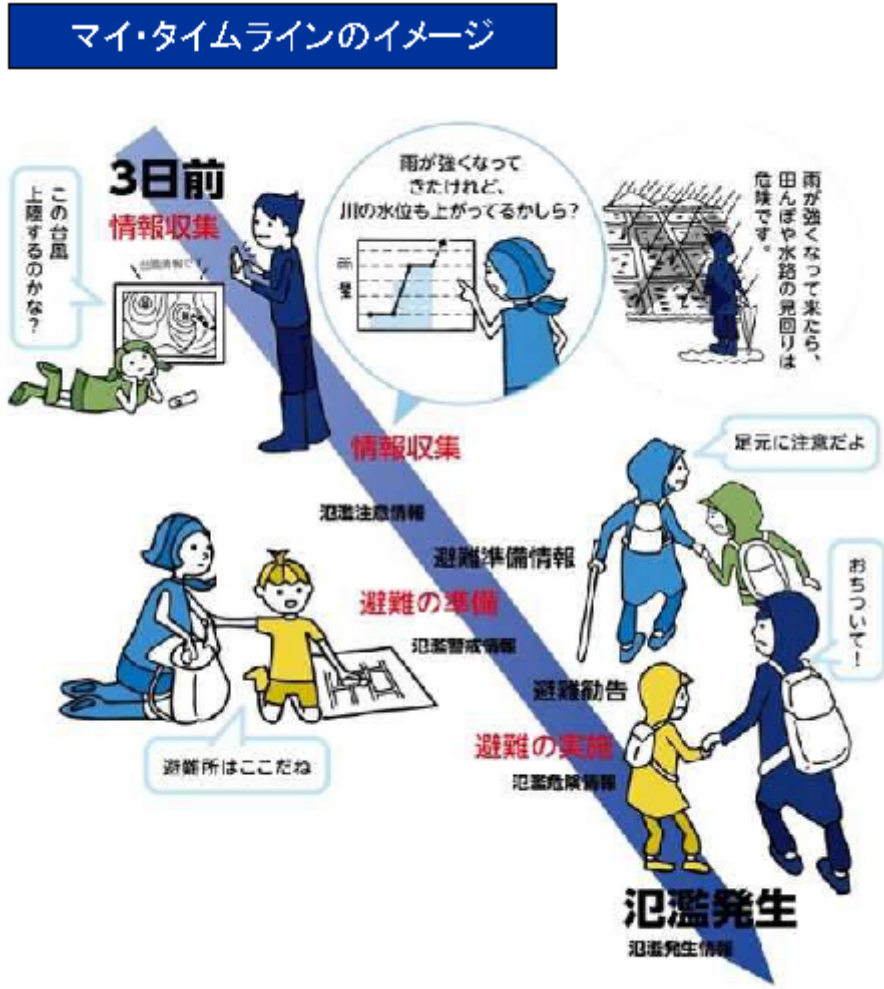 マイ・タイムラインのイメージ
3日前
情報収集
この台風
上陸するのかな？
台風情報です
雨が強くなって
きたけれど、
川の水位も上がってるかしら？
雨が強くなって来たら、
田んぼや水路の見回りは
危険です。
情報収集
氾濫注意情報
避難準備情報
避難の準備
氾濫警戒情報
避難所はここだね
足元に注意だよ
おちついて！
避難勧告
避難の実施
氾濫危険情報
氾濫発生
氾濫発生情報